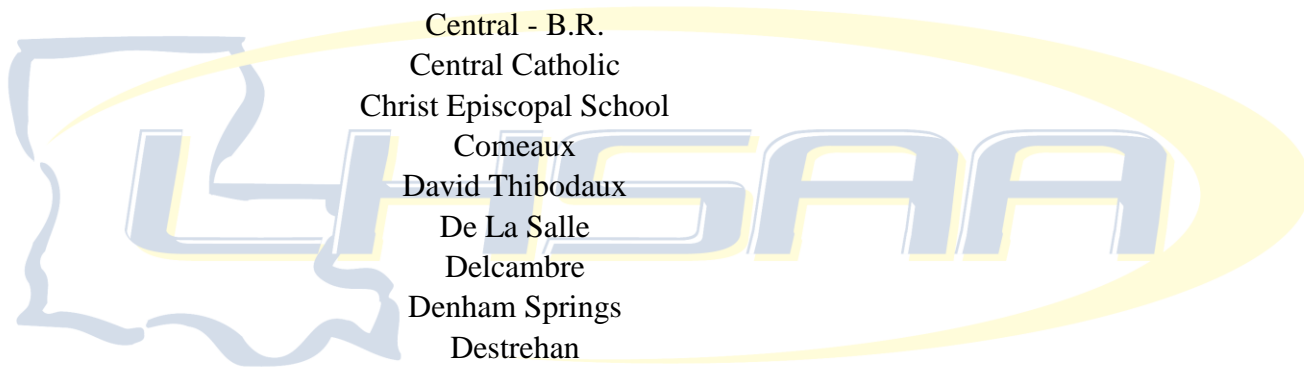 Central - B.R.
Central Catholic
Christ Episcopal School
Comeaux
David Thibodaux
LHSAA
De La Salle
Delcambre
Denham Springs
Destrehan